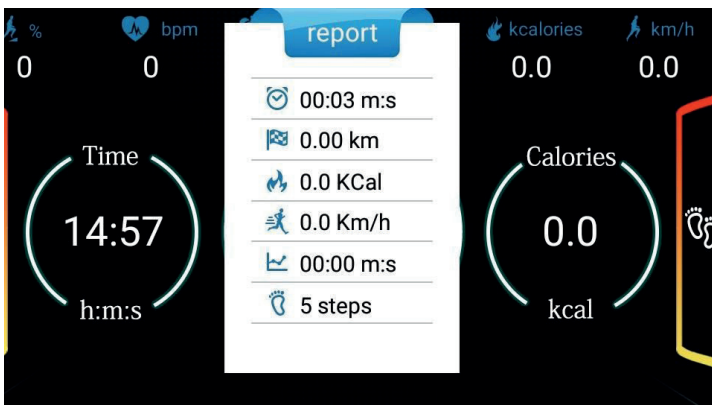 %
bpm
kcalories
km/h
0
0
0.0
0.0
report
00:03 m:s
0.00 km
0.0 KCal
0.0 Km/h
00:00 m:s
5 steps
Time
14:57
h:m:s
Calories
0.0
kcal